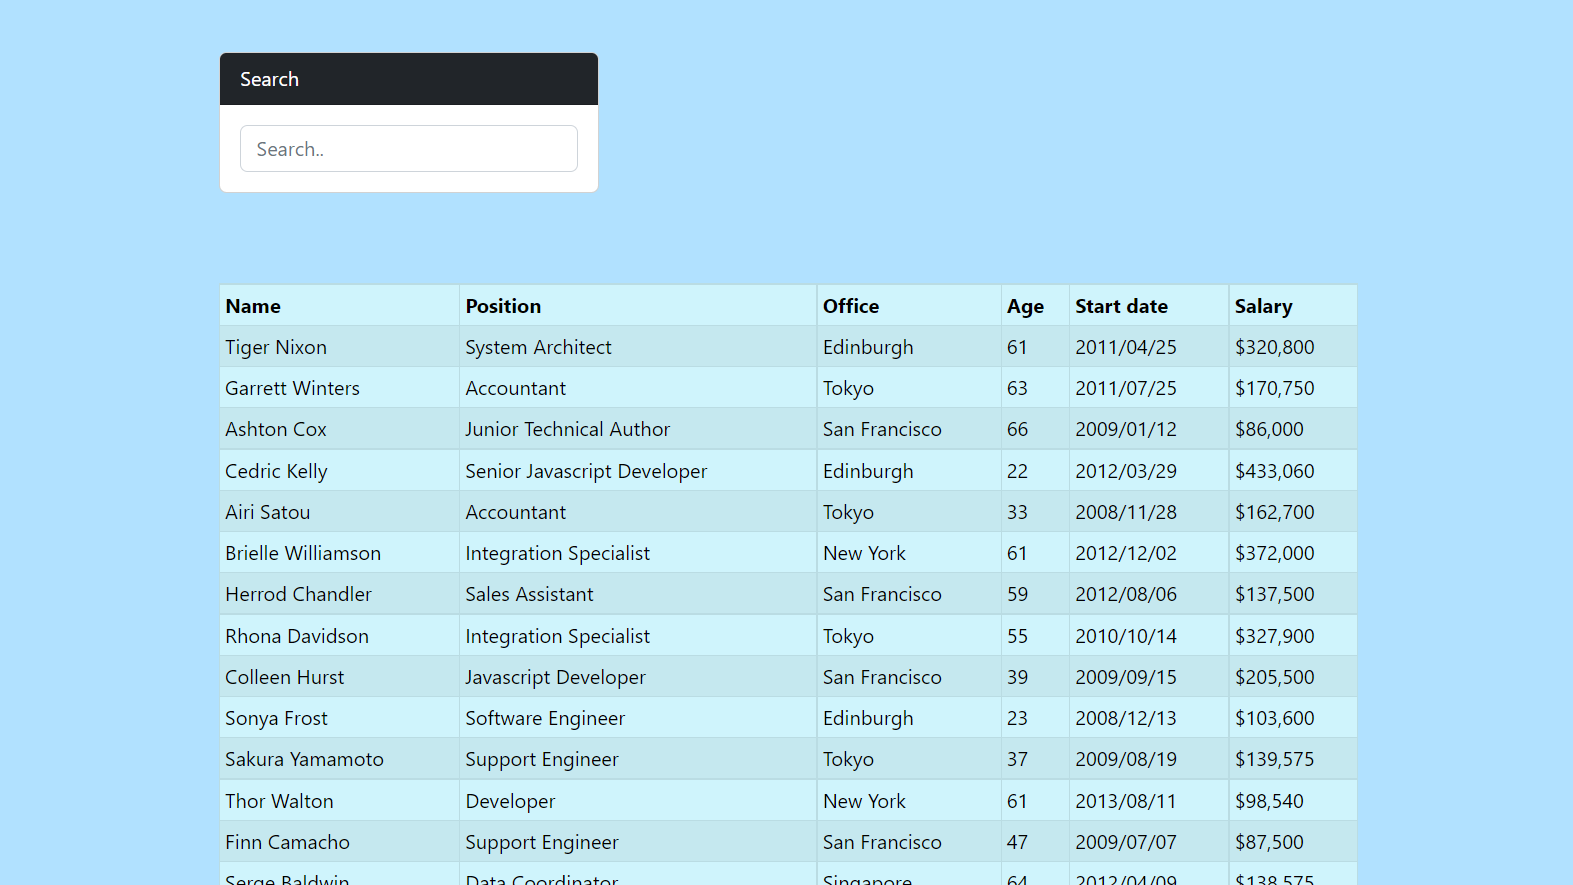 Search
Search..
Name Position Office Age Start date Salary
Tiger Nixon System Architect Edinburgh 61 2011/04/25 $320,800
Garrett Winters Accountant Tokyo 63 2011/07/25 $170,750
Ashton Cox Junior Technical Author San Francisco 66 2009/01/12 $86,000
Cedric Kelly Senior Javascript Developer Edinburgh 22 2012/03/29 $433,060
Airi Satou Accountant Tokyo 33 2008/11/28 $162,700
Brielle Williamson Integration Specialist New York 61 2012/12/02 $372,000
Herrod Chandler Sales Assistant San Francisco 59 2012/08/06 $137,500
Rhona Davidson Integration Specialist Tokyo 55 2010/10/14 $327,900
Colleen Hurst Javascript Developer San Francisco 39 2009/09/15 $205,500
Sonya Frost Software Engineer Edinburgh 23 2008/12/13 $103,600
Sakura Yamamoto Support Engineer Tokyo 37 2009/08/19 $139,575
Thor Walton Developer New York 61 2013/08/11 $98,540
Finn Camacho Support Engineer San Francisco 47 2009/07/07 $87,500
Serge Baldwin Data Coordinator Singapore 64 2012/04/09 $138,575